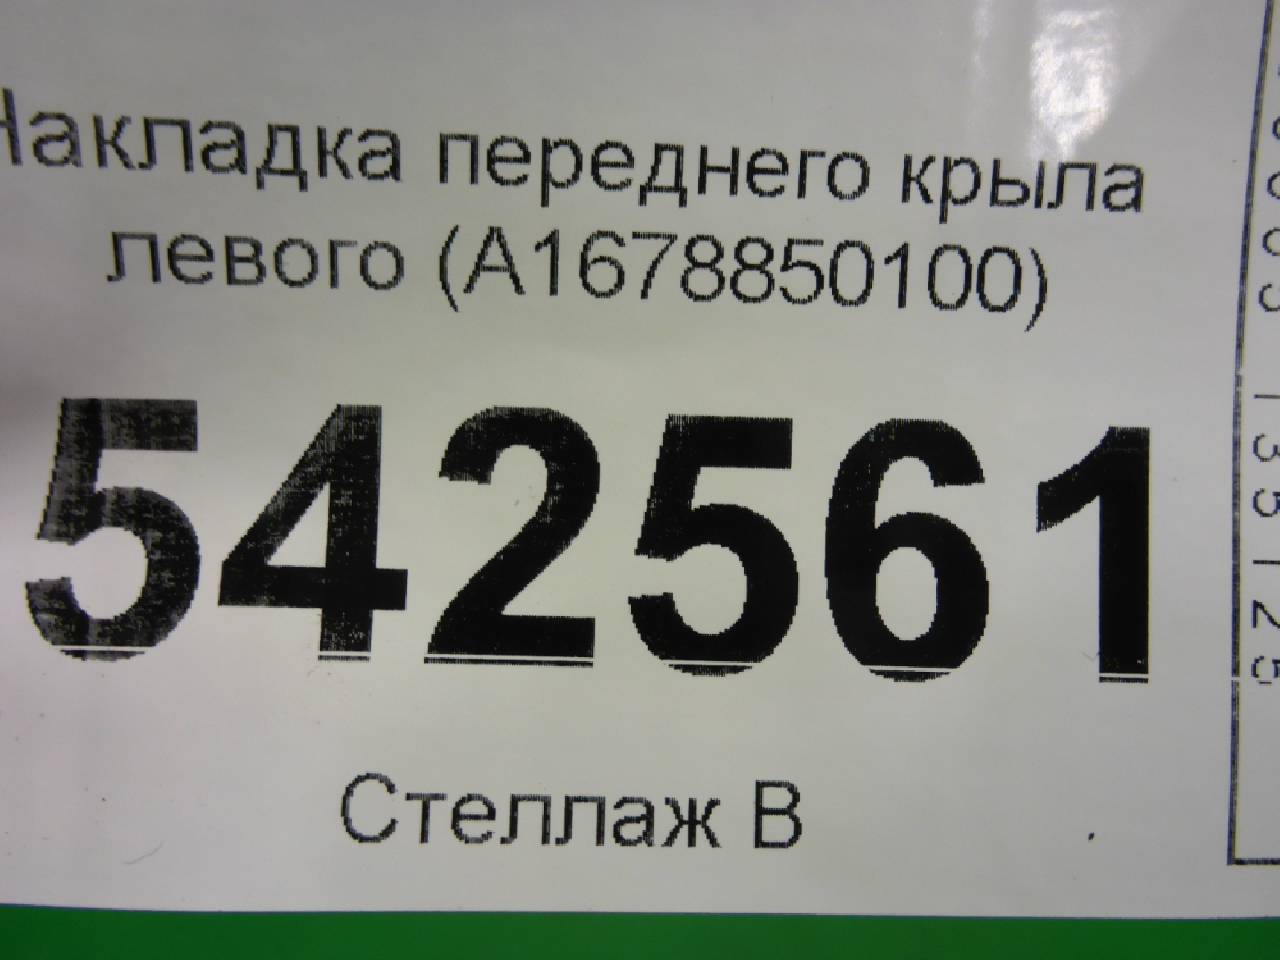 Накладка переднего крыла
левого (A1678850100)
542561
Стеллаж В